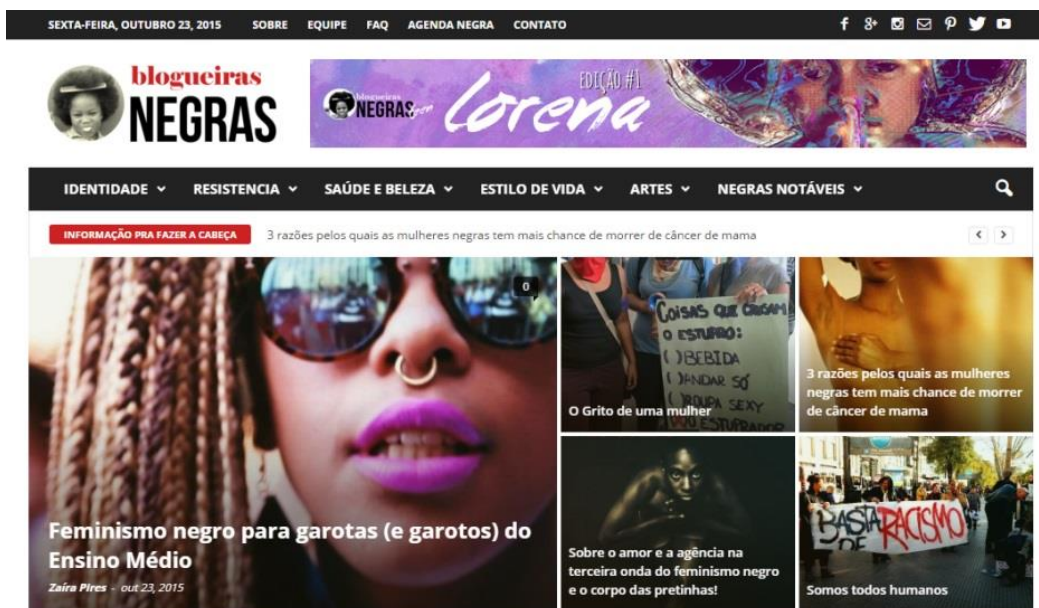 SEXTA-FEIRA, OUTUBRO 23, 2015 SOBRE EQUIPE FAQ AGENDA NEGRA CONTATO
blogueiras
NEGRAS
EDIÇÃO #1
blogueiras
NEGRAS
Lorena
IDENTIDADE RESISTENCIA SAÚDE E BELEZA ESTILO DE VIDA ARTES NEGRAS NOTÁVEIS
INFORMAÇÃO PRA FAZER A CABEÇA 3 razões pelos quais as mulheres negras tem mais chance de morrer de câncer de mama
0
Feminismo negro para garotas (e garotos) do
Ensino Médio
Zaíra Pires - out 23, 2015
COISAS QUE CAUSAM
O ESTUPRO:
( ) BEBIDA
( ) ANDAR SÓ
( ) ROUPA SEXY
ESTUPRADOR
O Grito de uma mulher
3 razões pelos quais as mulheres
negras tem mais chance de morrer
de câncer de mama
Sobre o amor e a agência na
terceira onda do feminismo negro
e o corpo das pretinhas!
BASTA
DE RACISMO
Somos todos humanos